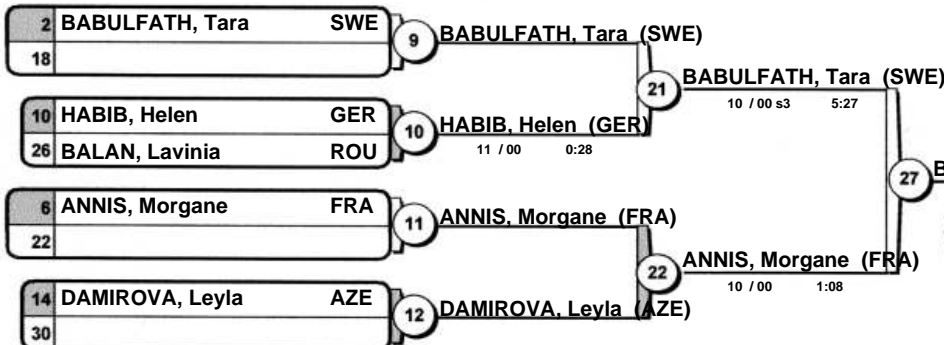 2 BABULFATH, Tara SWE
18
9
BABULFATH, Tara (SWE)
10 HABIB, Helen GER
26 BALAN, Lavinia ROU
10
HABIB, Helen (GER)
11 / 00 0:28
21
BABULFATH, Tara (SWE)
10 / 00 s3 5:27
6 ANNIS, Morgane FRA
22
11
ANNIS, Morgane (FRA)
14 DAMIROVA, Leyla AZE
30
12
DAMIROVA, Leyla (AZE)
22
ANNIS, Morgane (FRA)
10 / 00 1:08
27
B